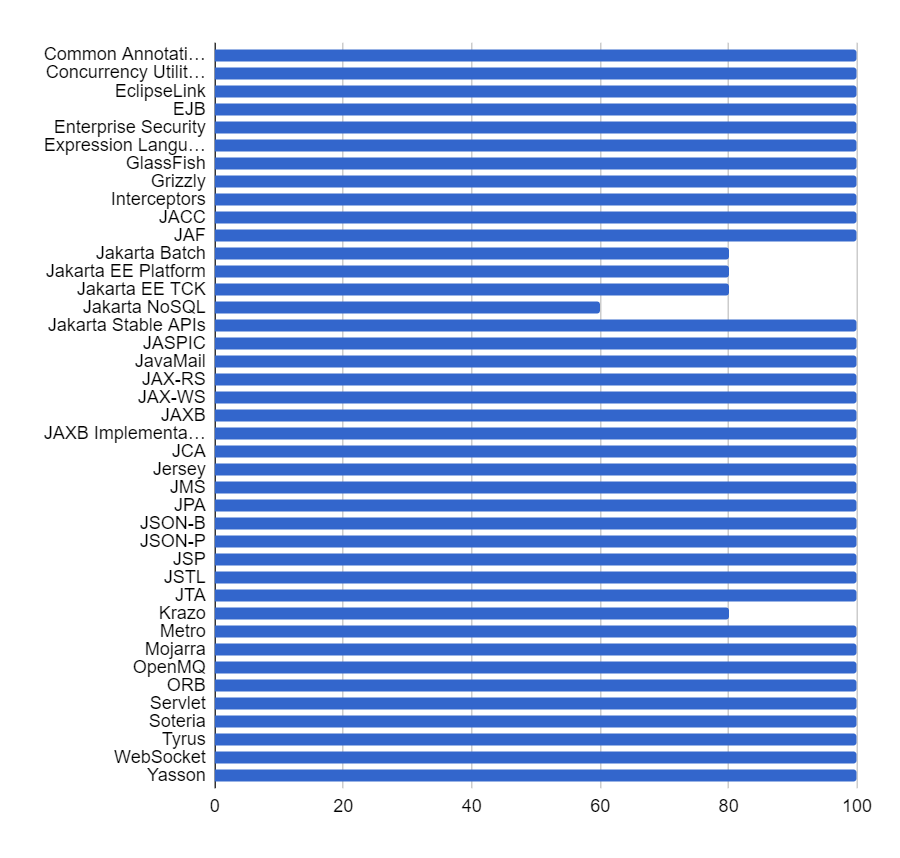 Common Annotati…
Concurrency Utilit…
EclipseLink
EJB
Enterprise Security
Expression Langu…
GlassFish
Grizzly
Interceptors
JACC
JAF
Jakarta Batch
Jakarta EE Platform
Jakarta EE TCK
Jakarta NoSQL
Jakarta Stable APIs
JASPIC
JavaMail
JAX-RS
JAX-WS
JAXB
JAXB Implementa…
JCA
Jersey
JMS
JPA
JSON-B
JSON-P
JSP
JSTL
JTA
Krazo
Metro
Mojarra
OpenMQ
ORB
Servlet
Soteria
Tyrus
WebSocket
Yasson
0 20 40 60 80 100